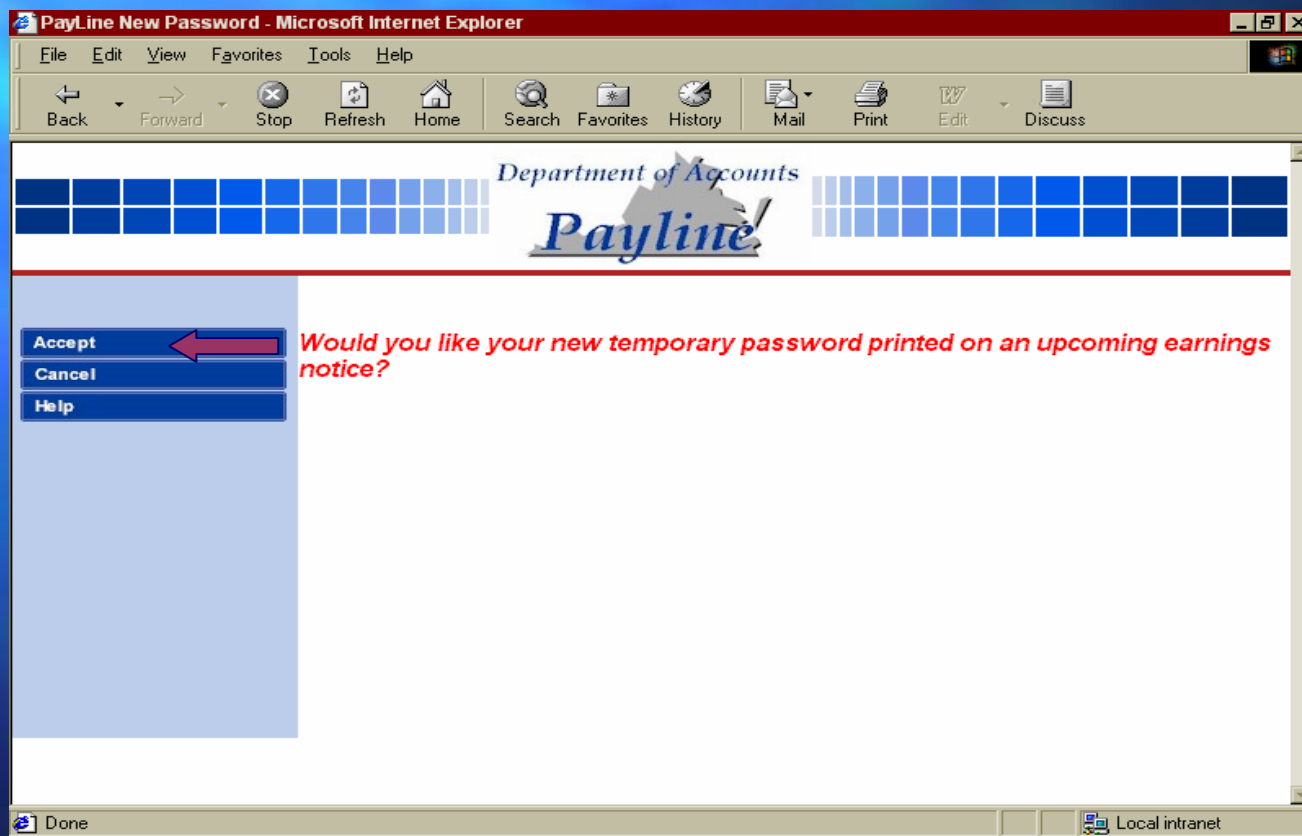 PayLine New Password - Microsoft Internet Explorer
File Edit View Favorites Tools Help
Back Forward Stop Refresh Home Search Favorites History Mail Print Edit Discuss
Department of Accounts
Payline
Accept
Cancel
Help
Would you like your new temporary password printed on an upcoming earnings
notice?
Done Local intranet